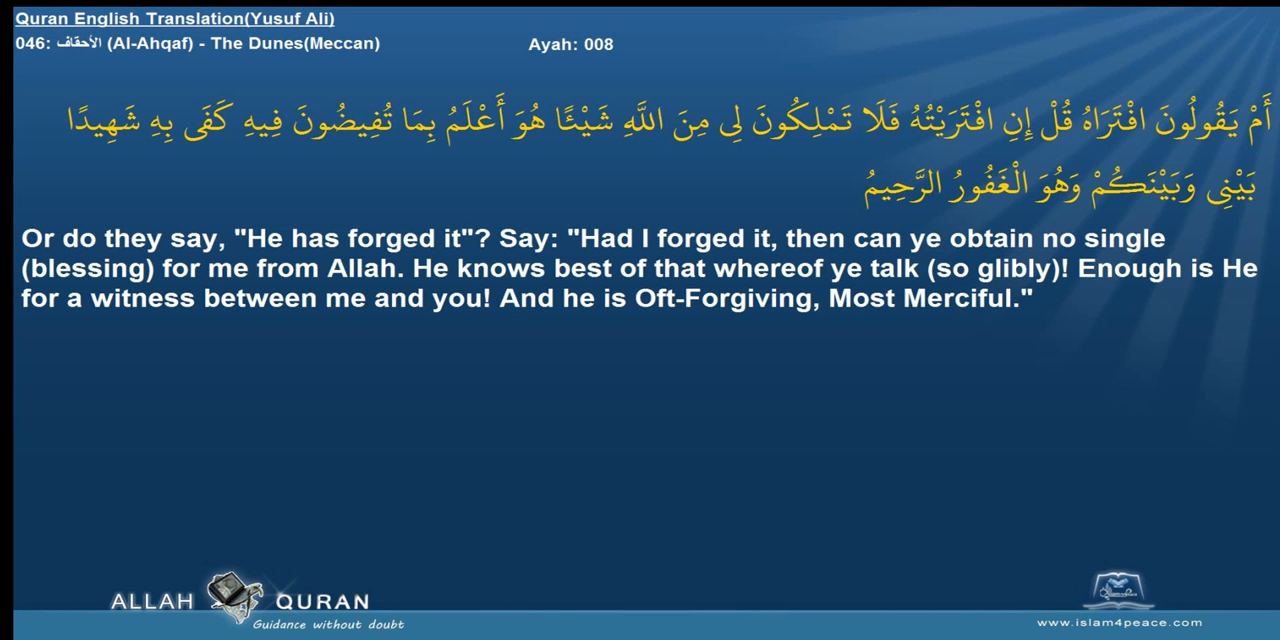 Quran English Translation(Yusuf Ali)
046: الأحقاف (Al-Ahqaf) - The Dunes(Meccan) Ayah: 008
أَمْ يَقُولُونَ افْتَرَاهُ قُلْ إِنِ افْتَرَيْتُهُ فَلَا تَمْلِكُونَ لِي مِنَ اللَّهِ شَيْئًا هُوَ أَعْلَمُ بِمَا تُفِيضُونَ فِيهِ كَفَى بِهِ شَهِيدًا
بَيْنِي وَبَيْنَكُمْ وَهُوَ الْغَفُورُ الرَّحِيمُ
Or do they say, "He has forged it"? Say: "Had I forged it, then can ye obtain no single
(blessing) for me from Allah. He knows best of that whereof ye talk (so glibly)! Enough is He
for a witness between me and you! And he is Oft-Forgiving, Most Merciful."
ALLAH QURAN
Guidance without doubt
www.islam4peace.com